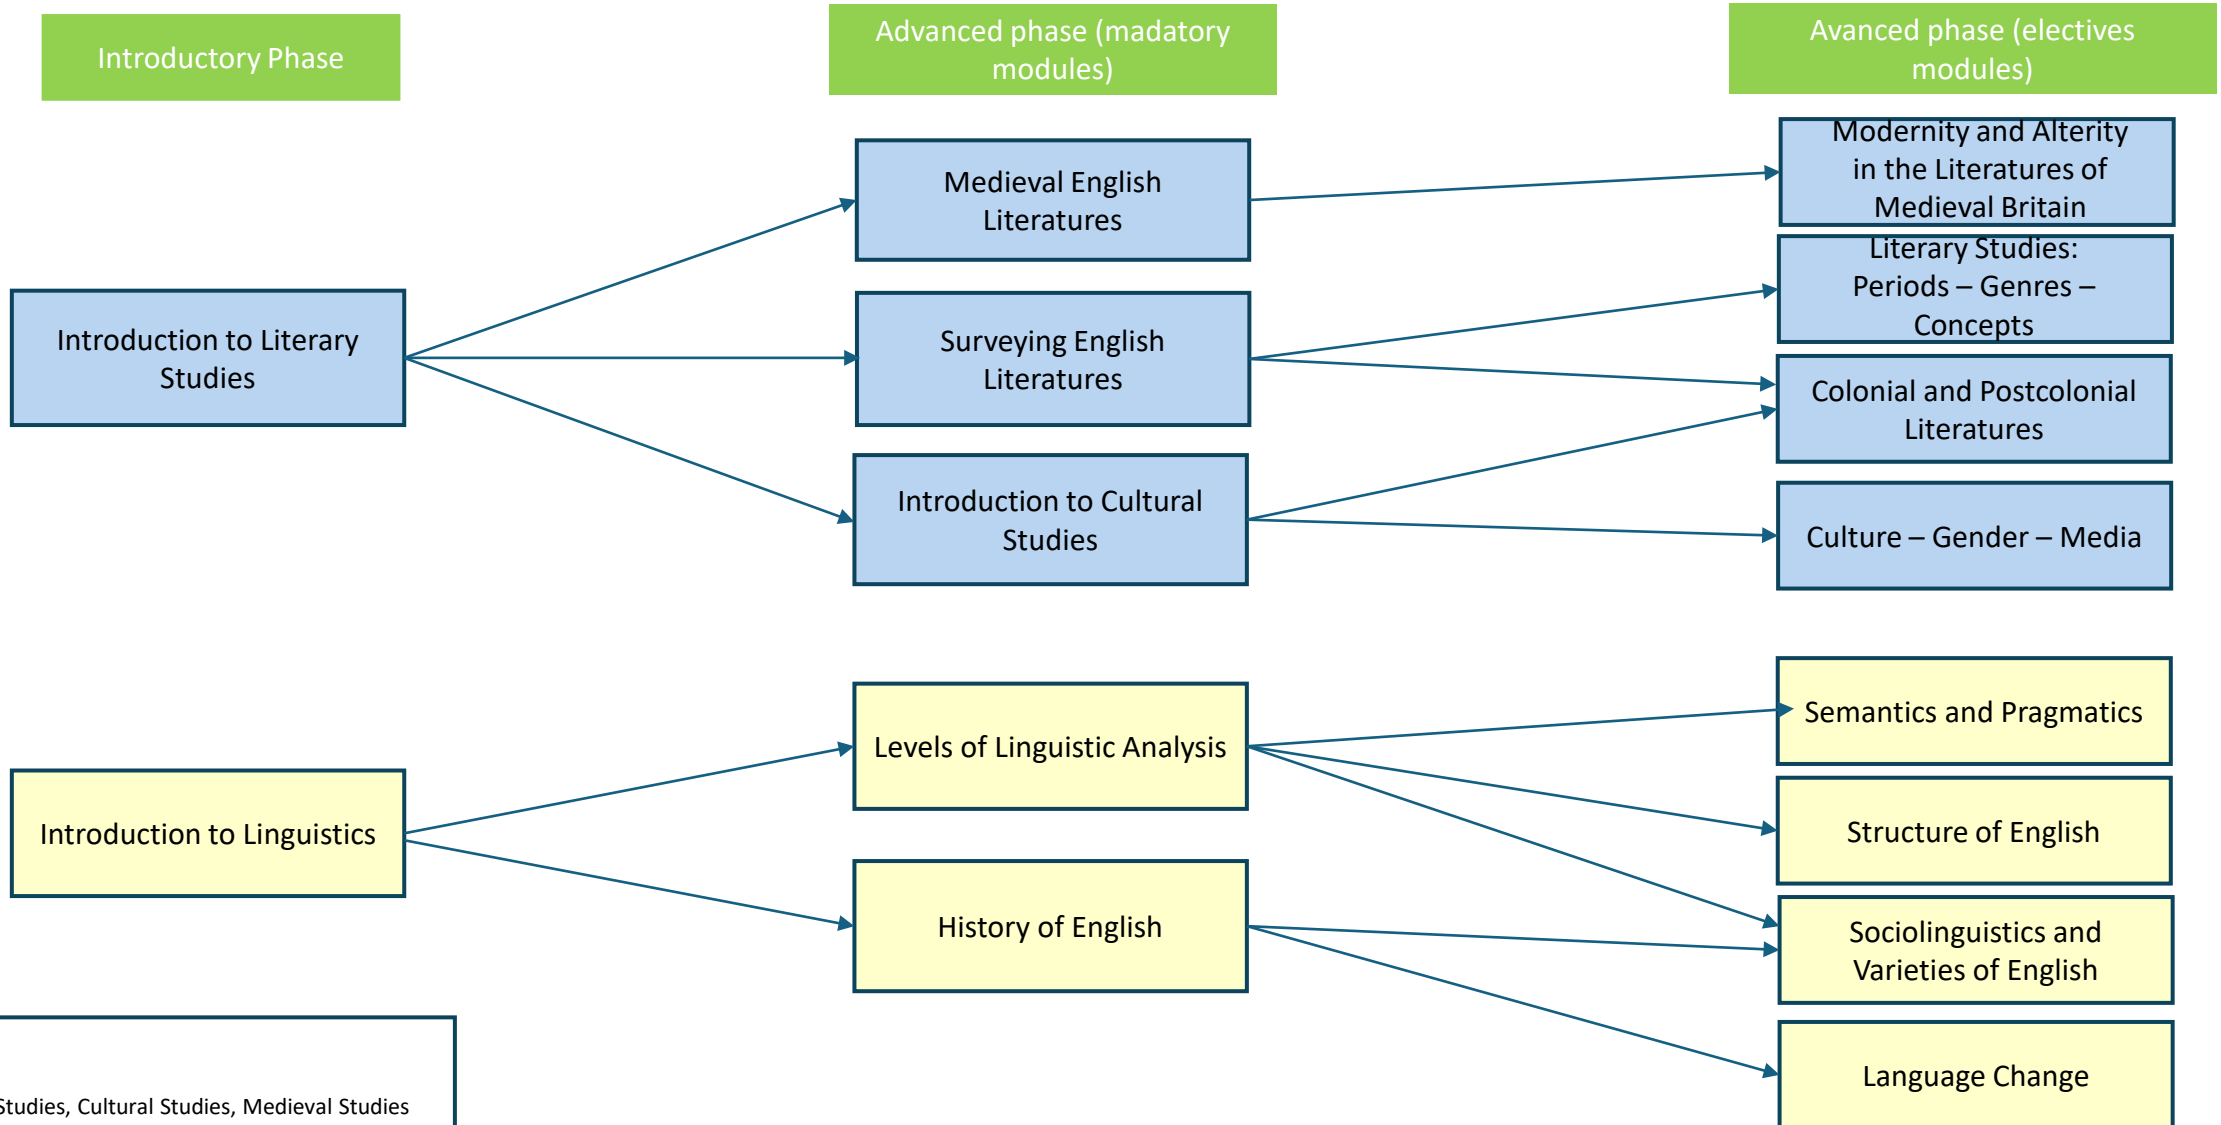 Introductory Phase
Advanced phase (madatory
modules)
Avanced phase (electives
modules)
Introduction to Literary
Studies
Medieval English
Literatures
Surveying English
Literatures
Introduction to Cultural
Studies
Modernity and Alterity
in the Literatures of
Medieval Britain
Literary Studies:
Periods – Genres –
Concepts
Colonial and Postcolonial
Literatures
Culture – Gender – Media
Introduction to Linguistics
Levels of Linguistic Analysis
History of English
Semantics and Pragmatics
Structure of English
Sociolinguistics and
Varieties of English
Language Change
Studies, Cultural Studies, Medieval Studies